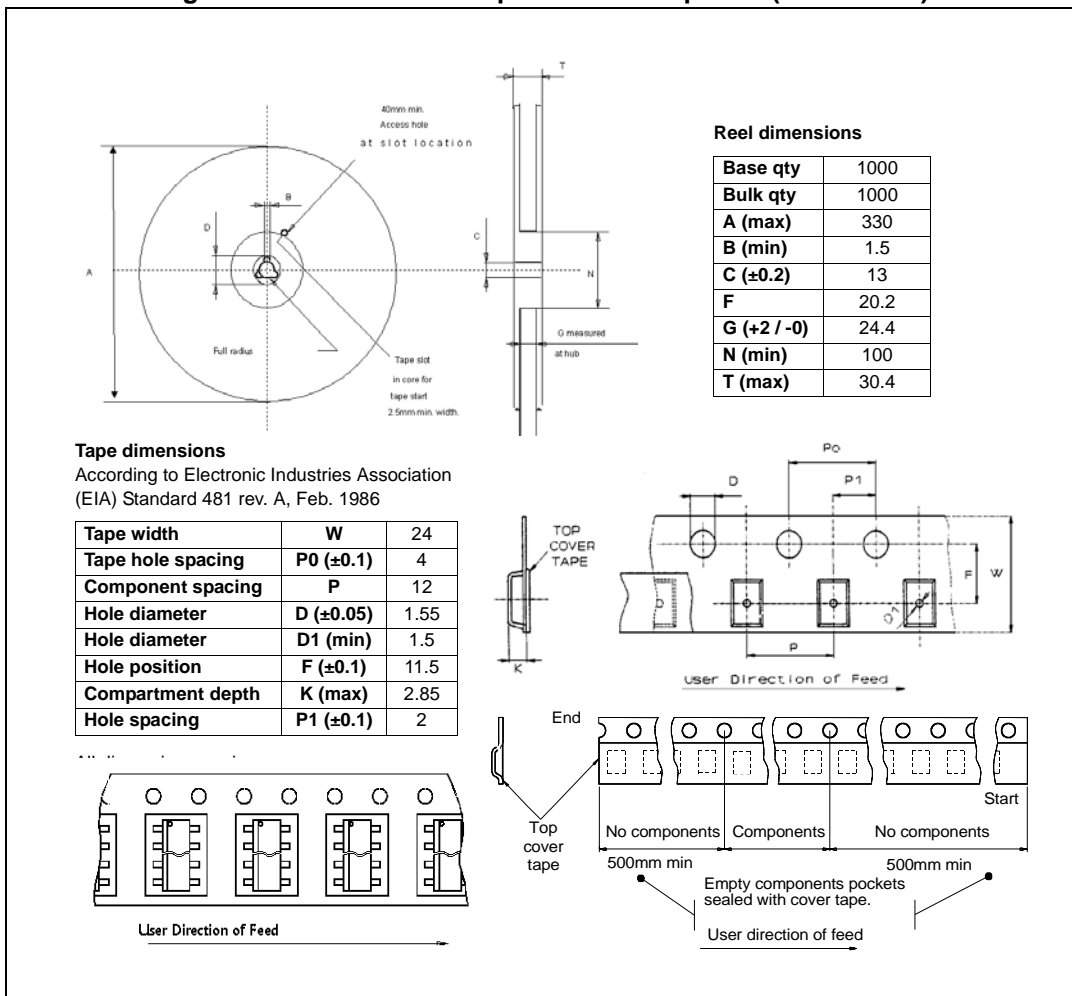 T
40mm min.
Access hole
at slot location
B
D
C
A
N
G measured
at hub
Full radius
Tape slot
in core for
tape start
2.5mm min. width.
Reel dimensions
Base qty 1000
Bulk qty 1000
A (max) 330
B (min) 1.5
C (±0.2) 13
F 20.2
G (+2 / -0) 24.4
N (min) 100
T (max) 30.4
Tape dimensions
According to Electronic Industries Association
(EIA) Standard 481 rev. A, Feb. 1986
Tape width W 24
Tape hole spacing P0 (±0.1) 4
Component spacing P 12
Hole diameter D (±0.05) 1.55
Hole diameter D1 (min) 1.5
Hole position F (±0.1) 11.5
Compartment depth K (max) 2.85
Hole spacing P1 (±0.1) 2
Po
D
P1
TOP
COVER
TAPE
F
W
D1
P
K
User Direction of Feed
End
Start
Top
cover
tape
No components Components No components
500mm min 500mm min
Empty components pockets
sealed with cover tape.
User direction of feed
User Direction of Feed